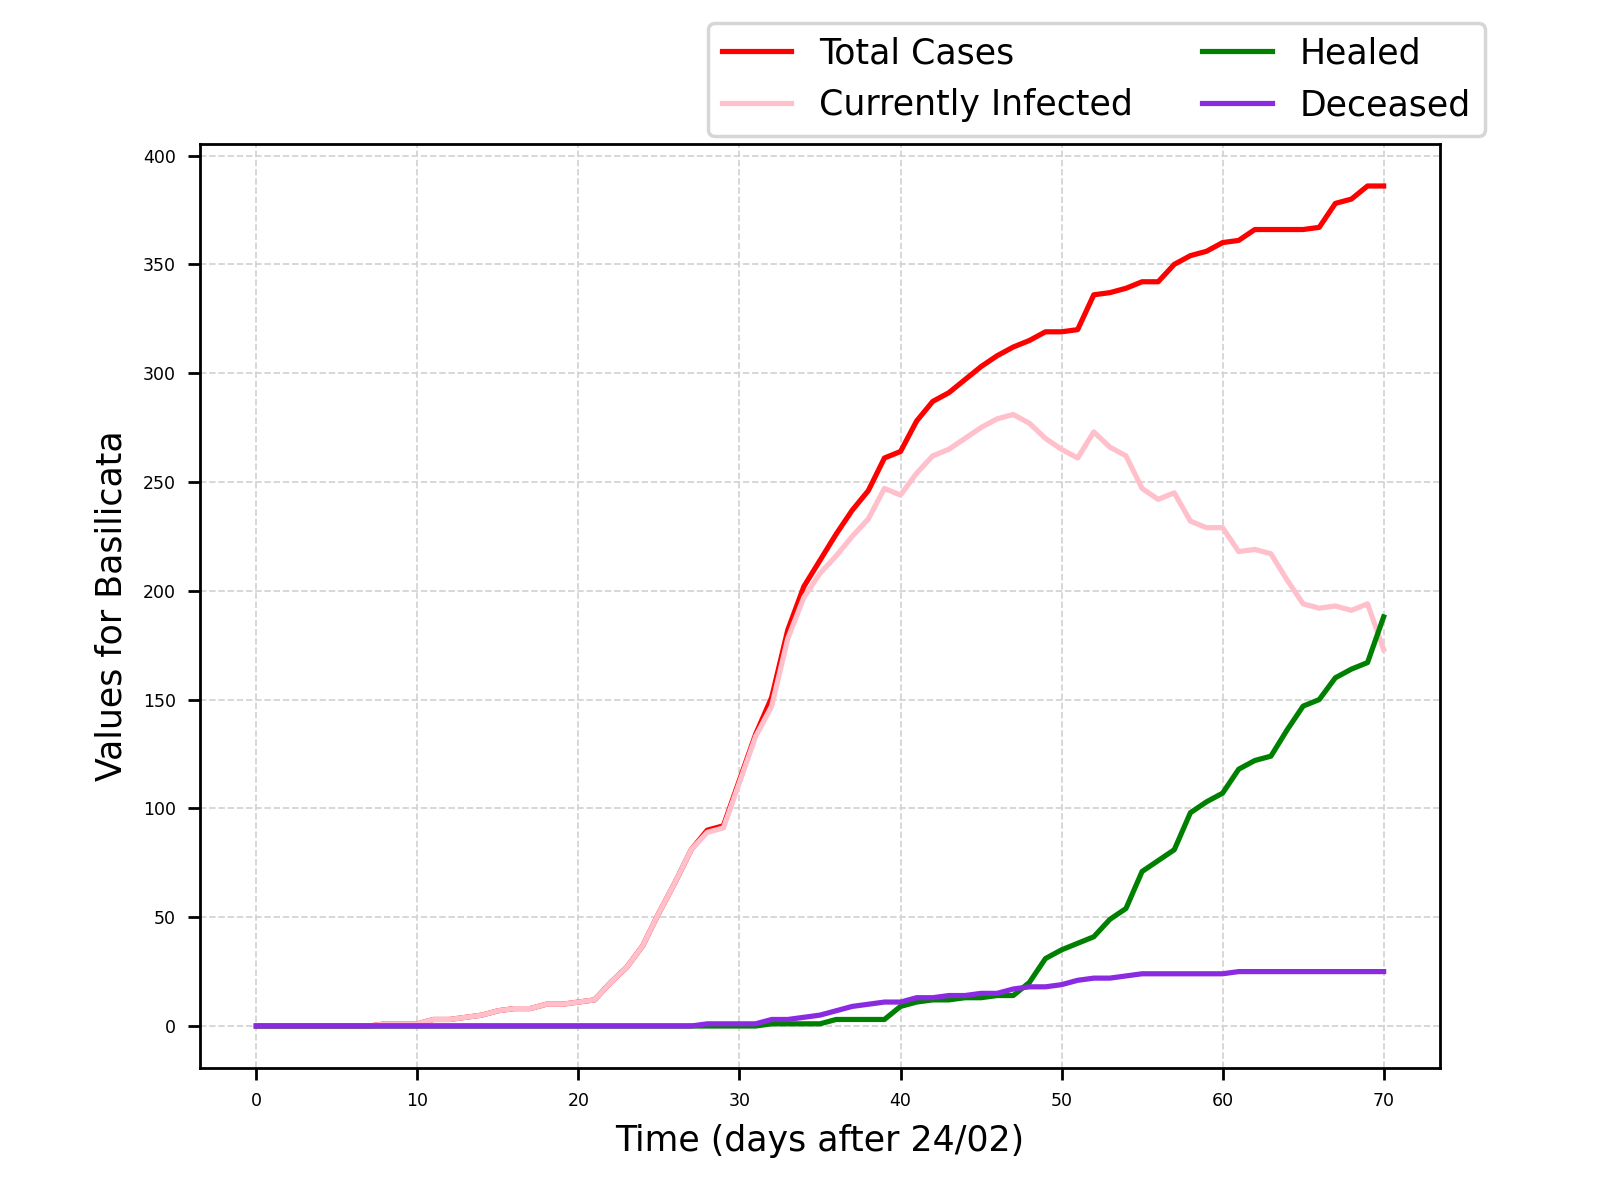 Total Cases
Currently Infected
Healed
Deceased
400
350
300
250
200
150
100
50
0
Values for Basilicata
0 10 20 30 40 50 60 70
Time (days after 24/02)